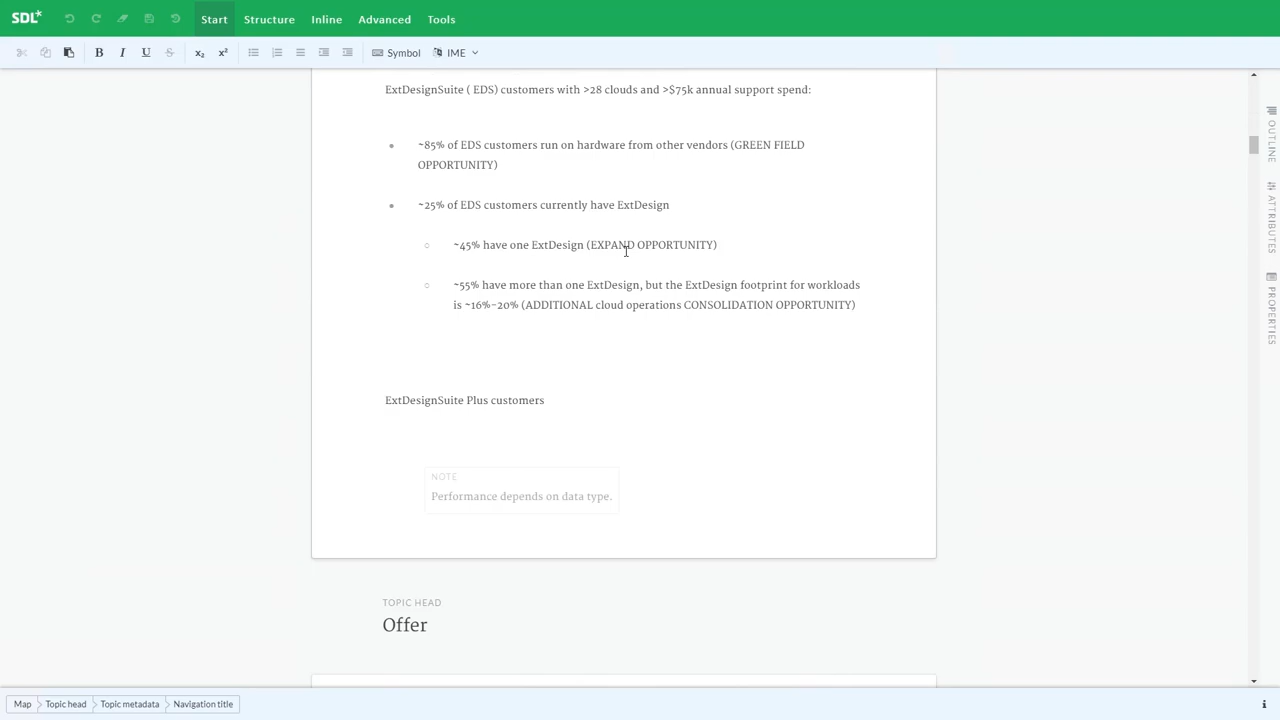 SDL*
Start Structure Inline Advanced Tools
B I U S x₂ x² Symbol IME
ExtDesignSuite ( EDS) customers with >28 clouds and >$75k annual support spend:
~85% of EDS customers run on hardware from other vendors (GREEN FIELD
OPPORTUNITY)
~25% of EDS customers currently have ExtDesign
~45% have one ExtDesign (EXPAND OPPORTUNITY)
~55% have more than one ExtDesign, but the ExtDesign footprint for workloads
is ~16%-20% (ADDITIONAL cloud operations CONSOLIDATION OPPORTUNITY)
ExtDesignSuite Plus customers
NOTE
Performance depends on data type.
TOPIC HEAD
Offer
OUTLINE
ATTRIBUTES
PROPERTIES
Map Topic head Topic metadata Navigation title